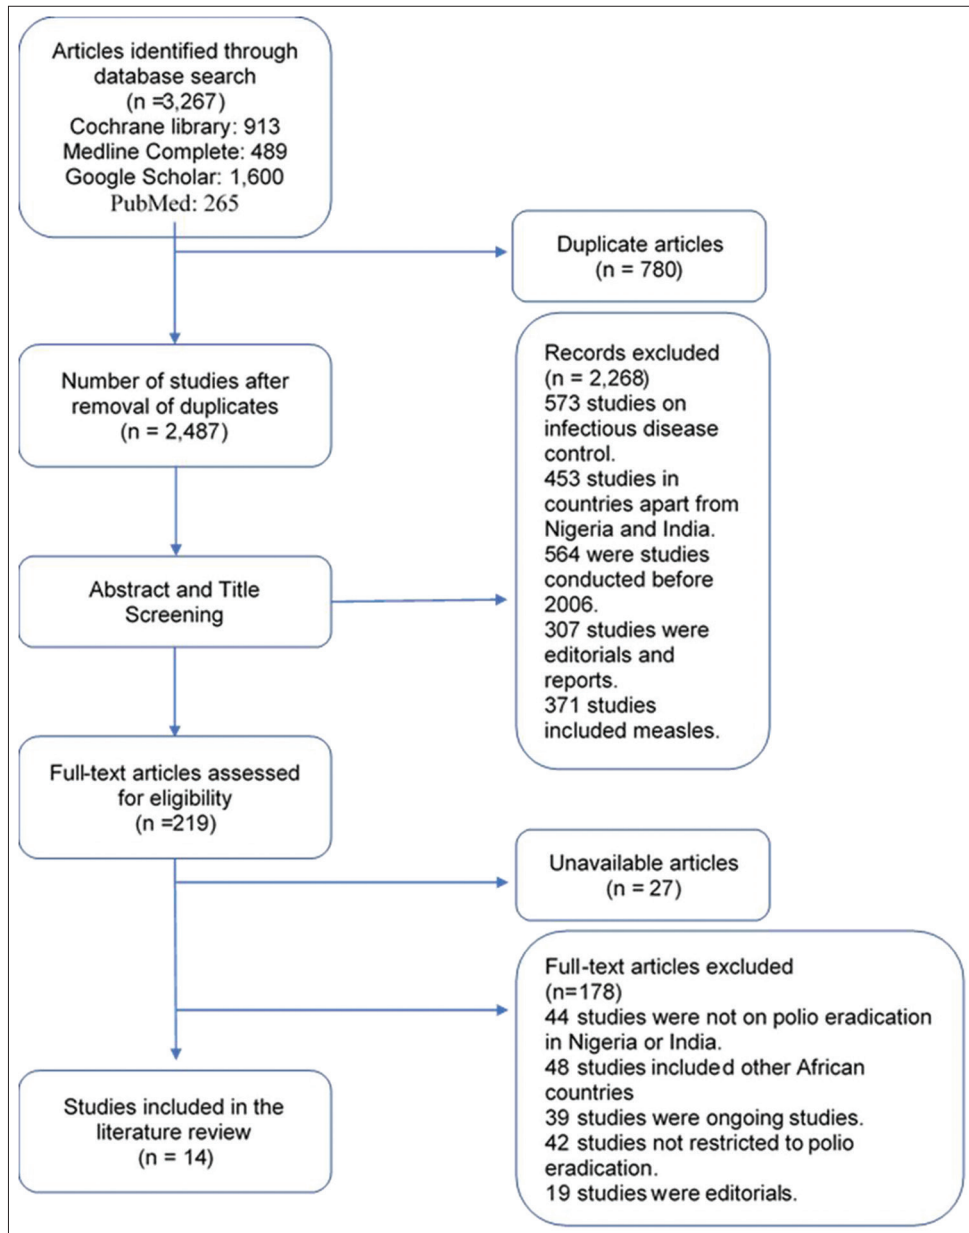 Articles identified through
database search
(n =3,267)
Cochrane library: 913
Medline Complete: 489
Google Scholar: 1,600
PubMed: 265
Duplicate articles
(n = 780)
Number of studies after
removal of duplicates
(n = 2,487)
Records excluded
(n = 2,268)
573 studies on
infectious disease
control.
453 studies in
countries apart from
Nigeria and India.
564 were studies
conducted before
2006.
307 studies were
editorials and
reports.
371 studies
included measles.
Abstract and Title
Screening
Full-text articles assessed
for eligibility
(n =219)
Unavailable articles
(n = 27)
Full-text articles excluded
(n=178)
44 studies were not on polio eradication
in Nigeria or India.
48 studies included other African
countries
39 studies were ongoing studies.
42 studies not restricted to polio
eradication.
19 studies were editorials.
Studies included in the
literature review
(n = 14)